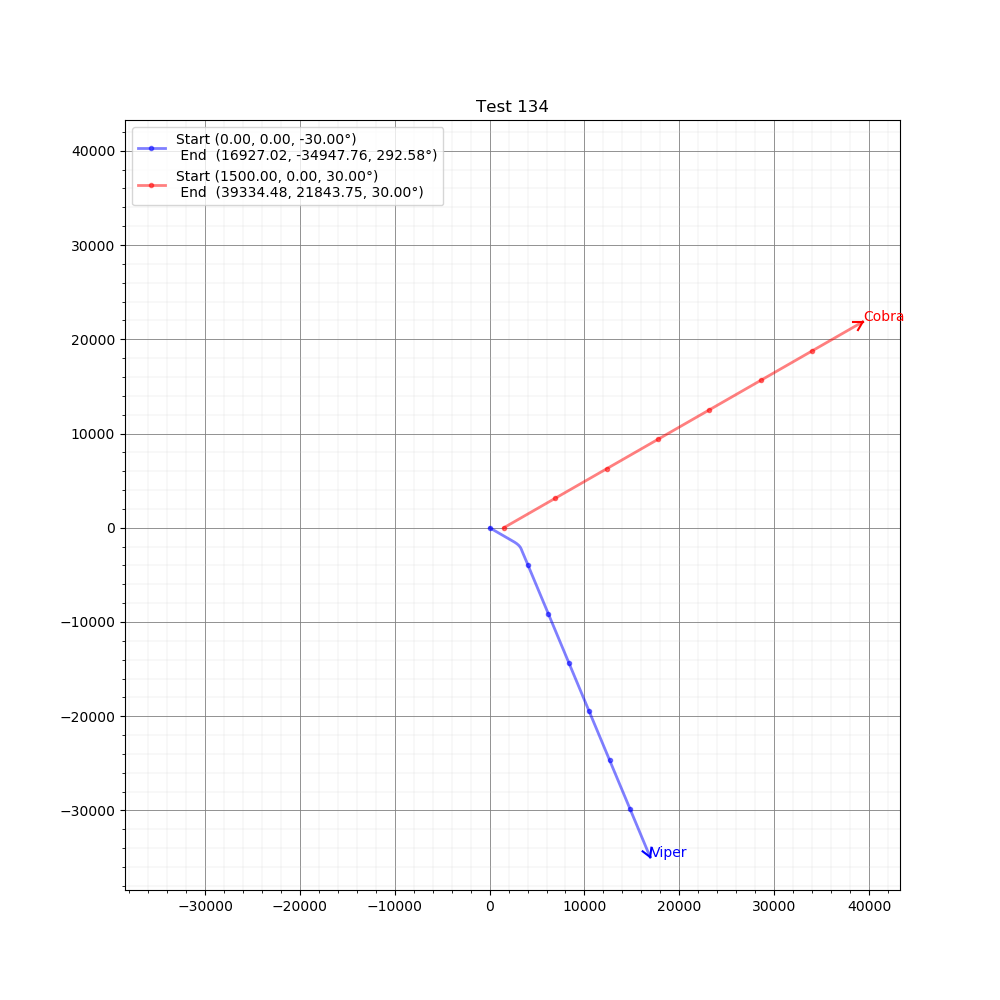 Test 134
Start (0.00, 0.00, -30.00°)
End  (16927.02, -34947.76, 292.58°)
Start (1500.00, 0.00, 30.00°)
End  (39334.48, 21843.75, 30.00°)
40000
30000
20000
10000
0
−10000
−20000
−30000
Cobra
Viper
−30000
−20000
−10000
0
10000
20000
30000
40000